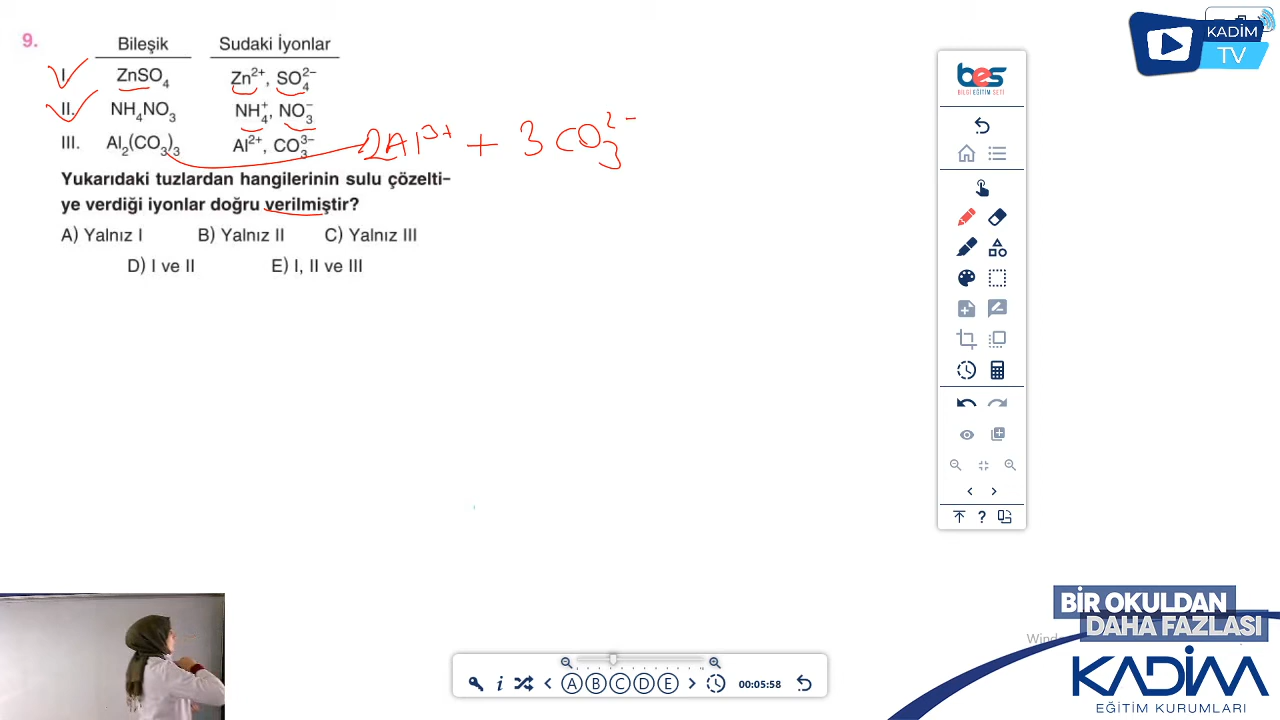 KADİM
TV
9.
Bileşik Sudaki İyonlar
I. ZnSO₄ Zn²⁺, SO₄²⁻
II. NH₄NO₃ NH₄⁺, NO₃⁻
III. Al₂(CO₃)₃ Al²⁺, CO₃³⁻
2Al³⁺ + 3CO₃²⁻
Yukarıdaki tuzlardan hangilerinin sulu çözelti-
ye verdiği iyonlar doğru verilmiştir?
A) Yalnız I B) Yalnız II C) Yalnız III
D) I ve II E) I, II ve III
bes
BİLGİ EĞİTİM SETİ
?
BİR OKULDAN
DAHA FAZLASI
KADİM
EĞİTİM KURUMLARI
i A B C D E 00:05:58